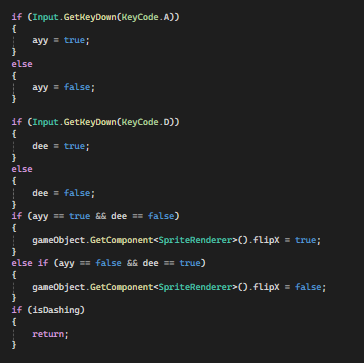 if (Input.GetKeyDown(KeyCode.A))
{
ayy = true;
}
else
{
ayy = false;
}
if (Input.GetKeyDown(KeyCode.D))
{
dee = true;
}
else
{
dee = false;
}
if (ayy == true && dee == false)
{
gameObject.GetComponent<SpriteRenderer>().flipX = true;
}
else if (ayy == false && dee == true)
{
gameObject.GetComponent<SpriteRenderer>().flipX = false;
}
if (isDashing)
{
return;
}